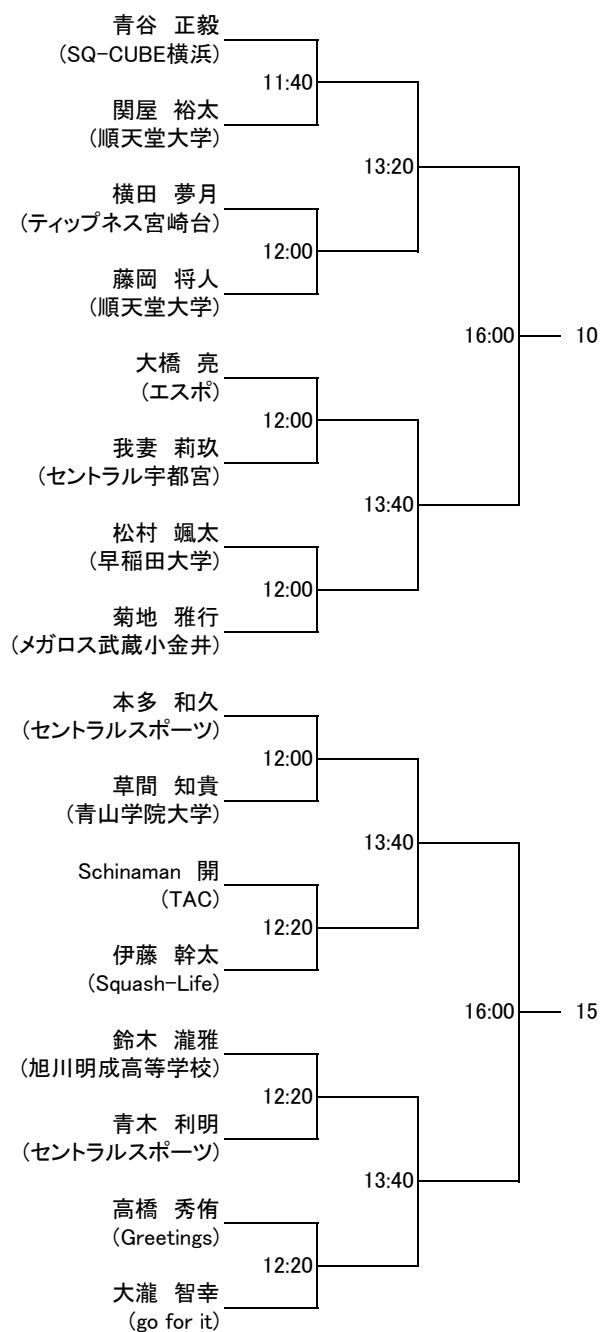 青谷 正毅
(SQ-CUBE横浜)
11:40
関屋 裕太
(順天堂大学)
13:20
横田 夢月
(ティップネス宮崎台)
12:00
藤岡 将人
(順天堂大学)
16:00 10
大橋 亮
(エスポ)
12:00
我妻 莉玖
(セントラル宇都宮)
13:40
松村 颯太
(早稲田大学)
12:00
菊地 雅行
(メガロス武蔵小金井)
本多 和久
(セントラルスポーツ)
12:00
草間 知貴
(青山学院大学)
13:40
Schinaman 開
(TAC)
12:20
伊藤 幹太
(Squash-Life)
16:00 15
鈴木 瀧雅
(旭川明成高等学校)
12:20
青木 利明
(セントラルスポーツ)
13:40
高橋 秀侑
(Greetings)
12:20
大瀧 智幸
(go for it)